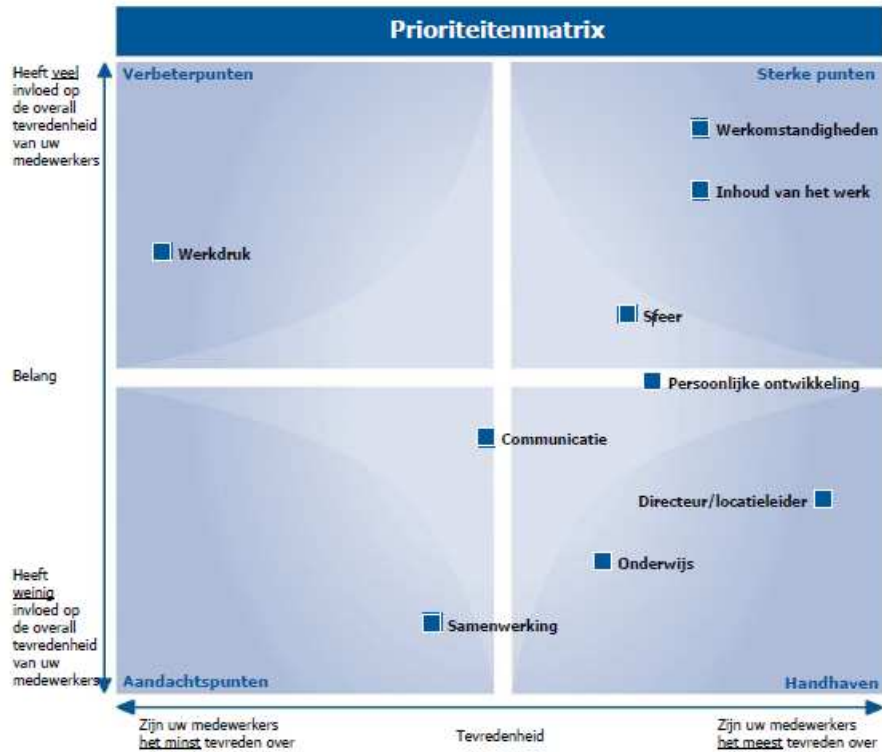 Prioriteitenmatrix
Heeft veel
invloed op
de overall
tevredenheid
van uw
medewerkers
Verbeterpunten
Sterke punten
Werkomstandigheden
Inhoud van het werk
Werkdruk
Sfeer
Belang
Persoonlijke ontwikkeling
Communicatie
Directeur/locatieleider
Onderwijs
Heeft
weinig
invloed op
de overall
tevredenheid
van uw
medewerkers
Samenwerking
Aandachtspunten
Handhaven
Zijn uw medewerkers
het minst tevreden over
Tevredenheid
Zijn uw medewerkers
het meest tevreden over